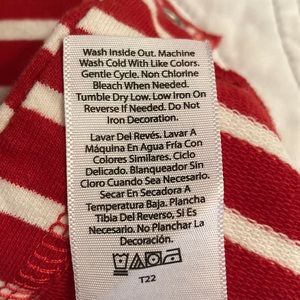 Wash Inside Out. Machine
Wash Cold With Like Colors.
Gentle Cycle. Non Chlorine
Bleach When Needed.
Tumble Dry Low. Low Iron On
Reverse If Needed. Do Not
Iron Decoration.
Lavar Del Revés. Lavar A
Máquina En Agua Fría Con
Colores Similares. Ciclo
Delicado. Blanqueador Sin
Cloro Cuando Sea Necesario.
Secar En Secadora A
Temperatura Baja. Plancha
Tibia Del Reverso, Si Es
Necesario. No Planchar La
Decoración.
T22